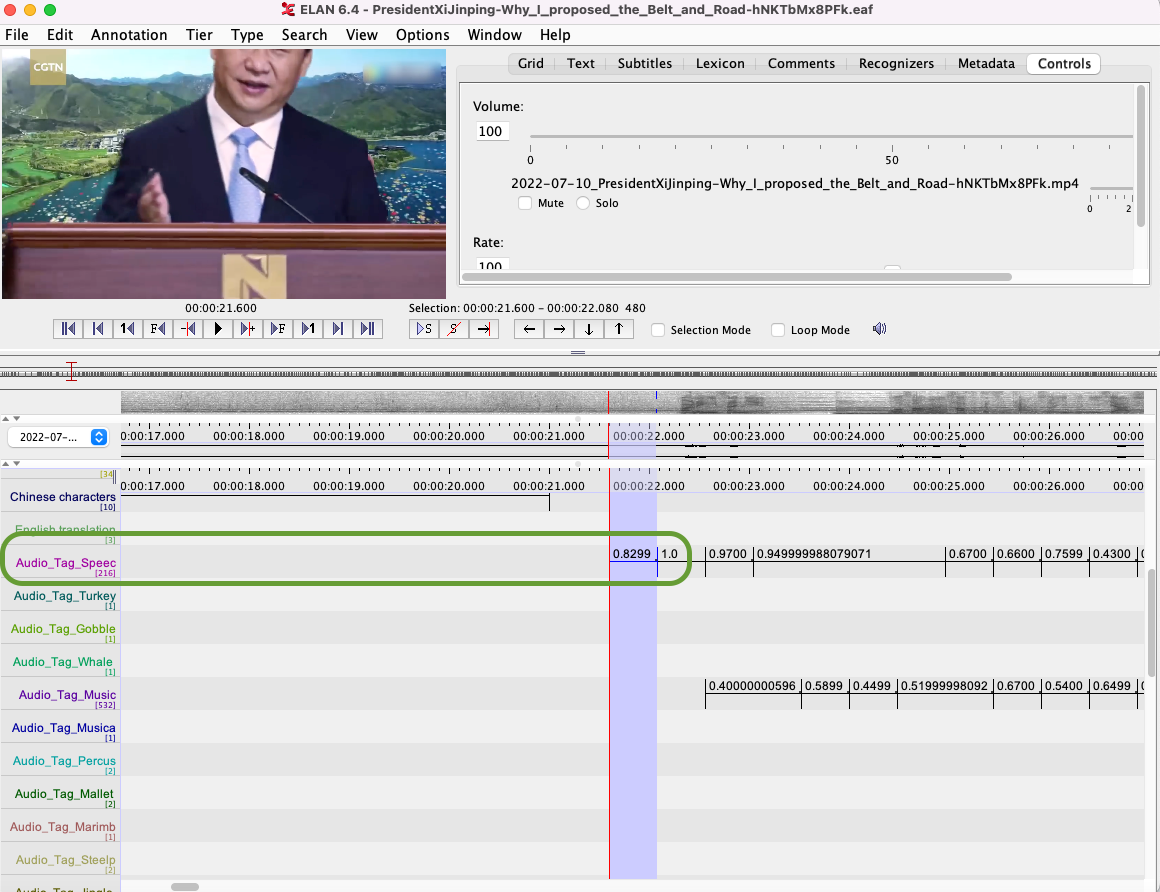 ELAN 6.4 - PresidentXiJinping-Why_I_proposed_the_Belt_and_Road-hNKTbMx8PFk.eaf
File Edit Annotation Tier Type Search View Options Window Help
CGTN
Grid Text Subtitles Lexicon Comments Recognizers Metadata Controls
Volume:
100
0 50
2022-07-10_PresidentXiJinping-Why_I_proposed_the_Belt_and_Road-hNKTbMx8PFk.mp4
Mute Solo
0 2
Rate:
100
00:00:21.600
Selection: 00:00:21.600 - 00:00:22.080 480
Selection Mode Loop Mode
2022-07-...
0:00:17.000 00:00:18.000 00:00:19.000 00:00:20.000 00:00:21.000 00:00:22.000 00:00:23.000 00:00:24.000 00:00:25.000 00:00:26.000 00:00
[34]
0:00:17.000 00:00:18.000 00:00:19.000 00:00:20.000 00:00:21.000 00:00:22.000 00:00:23.000 00:00:24.000 00:00:25.000 00:00:26.000 00:00
Chinese characters
[10]
English translation
[3]
Audio_Tag_Speec 0.8299 1.0 0.9700 0.949999988079071 0.6700 0.6600 0.7599 0.4300
[216]
Audio_Tag_Turkey
[1]
Audio_Tag_Gobble
[1]
Audio_Tag_Whale
[1]
Audio_Tag_Music 0.40000000596 0.5899 0.4499 0.51999998092 0.6700 0.5400 0.6499
[532]
Audio_Tag_Musica
[1]
Audio_Tag_Percus
[2]
Audio_Tag_Mallet
[2]
Audio_Tag_Marimb
[1]
Audio_Tag_Steelp
[2]
Audio_Tag_Jingle